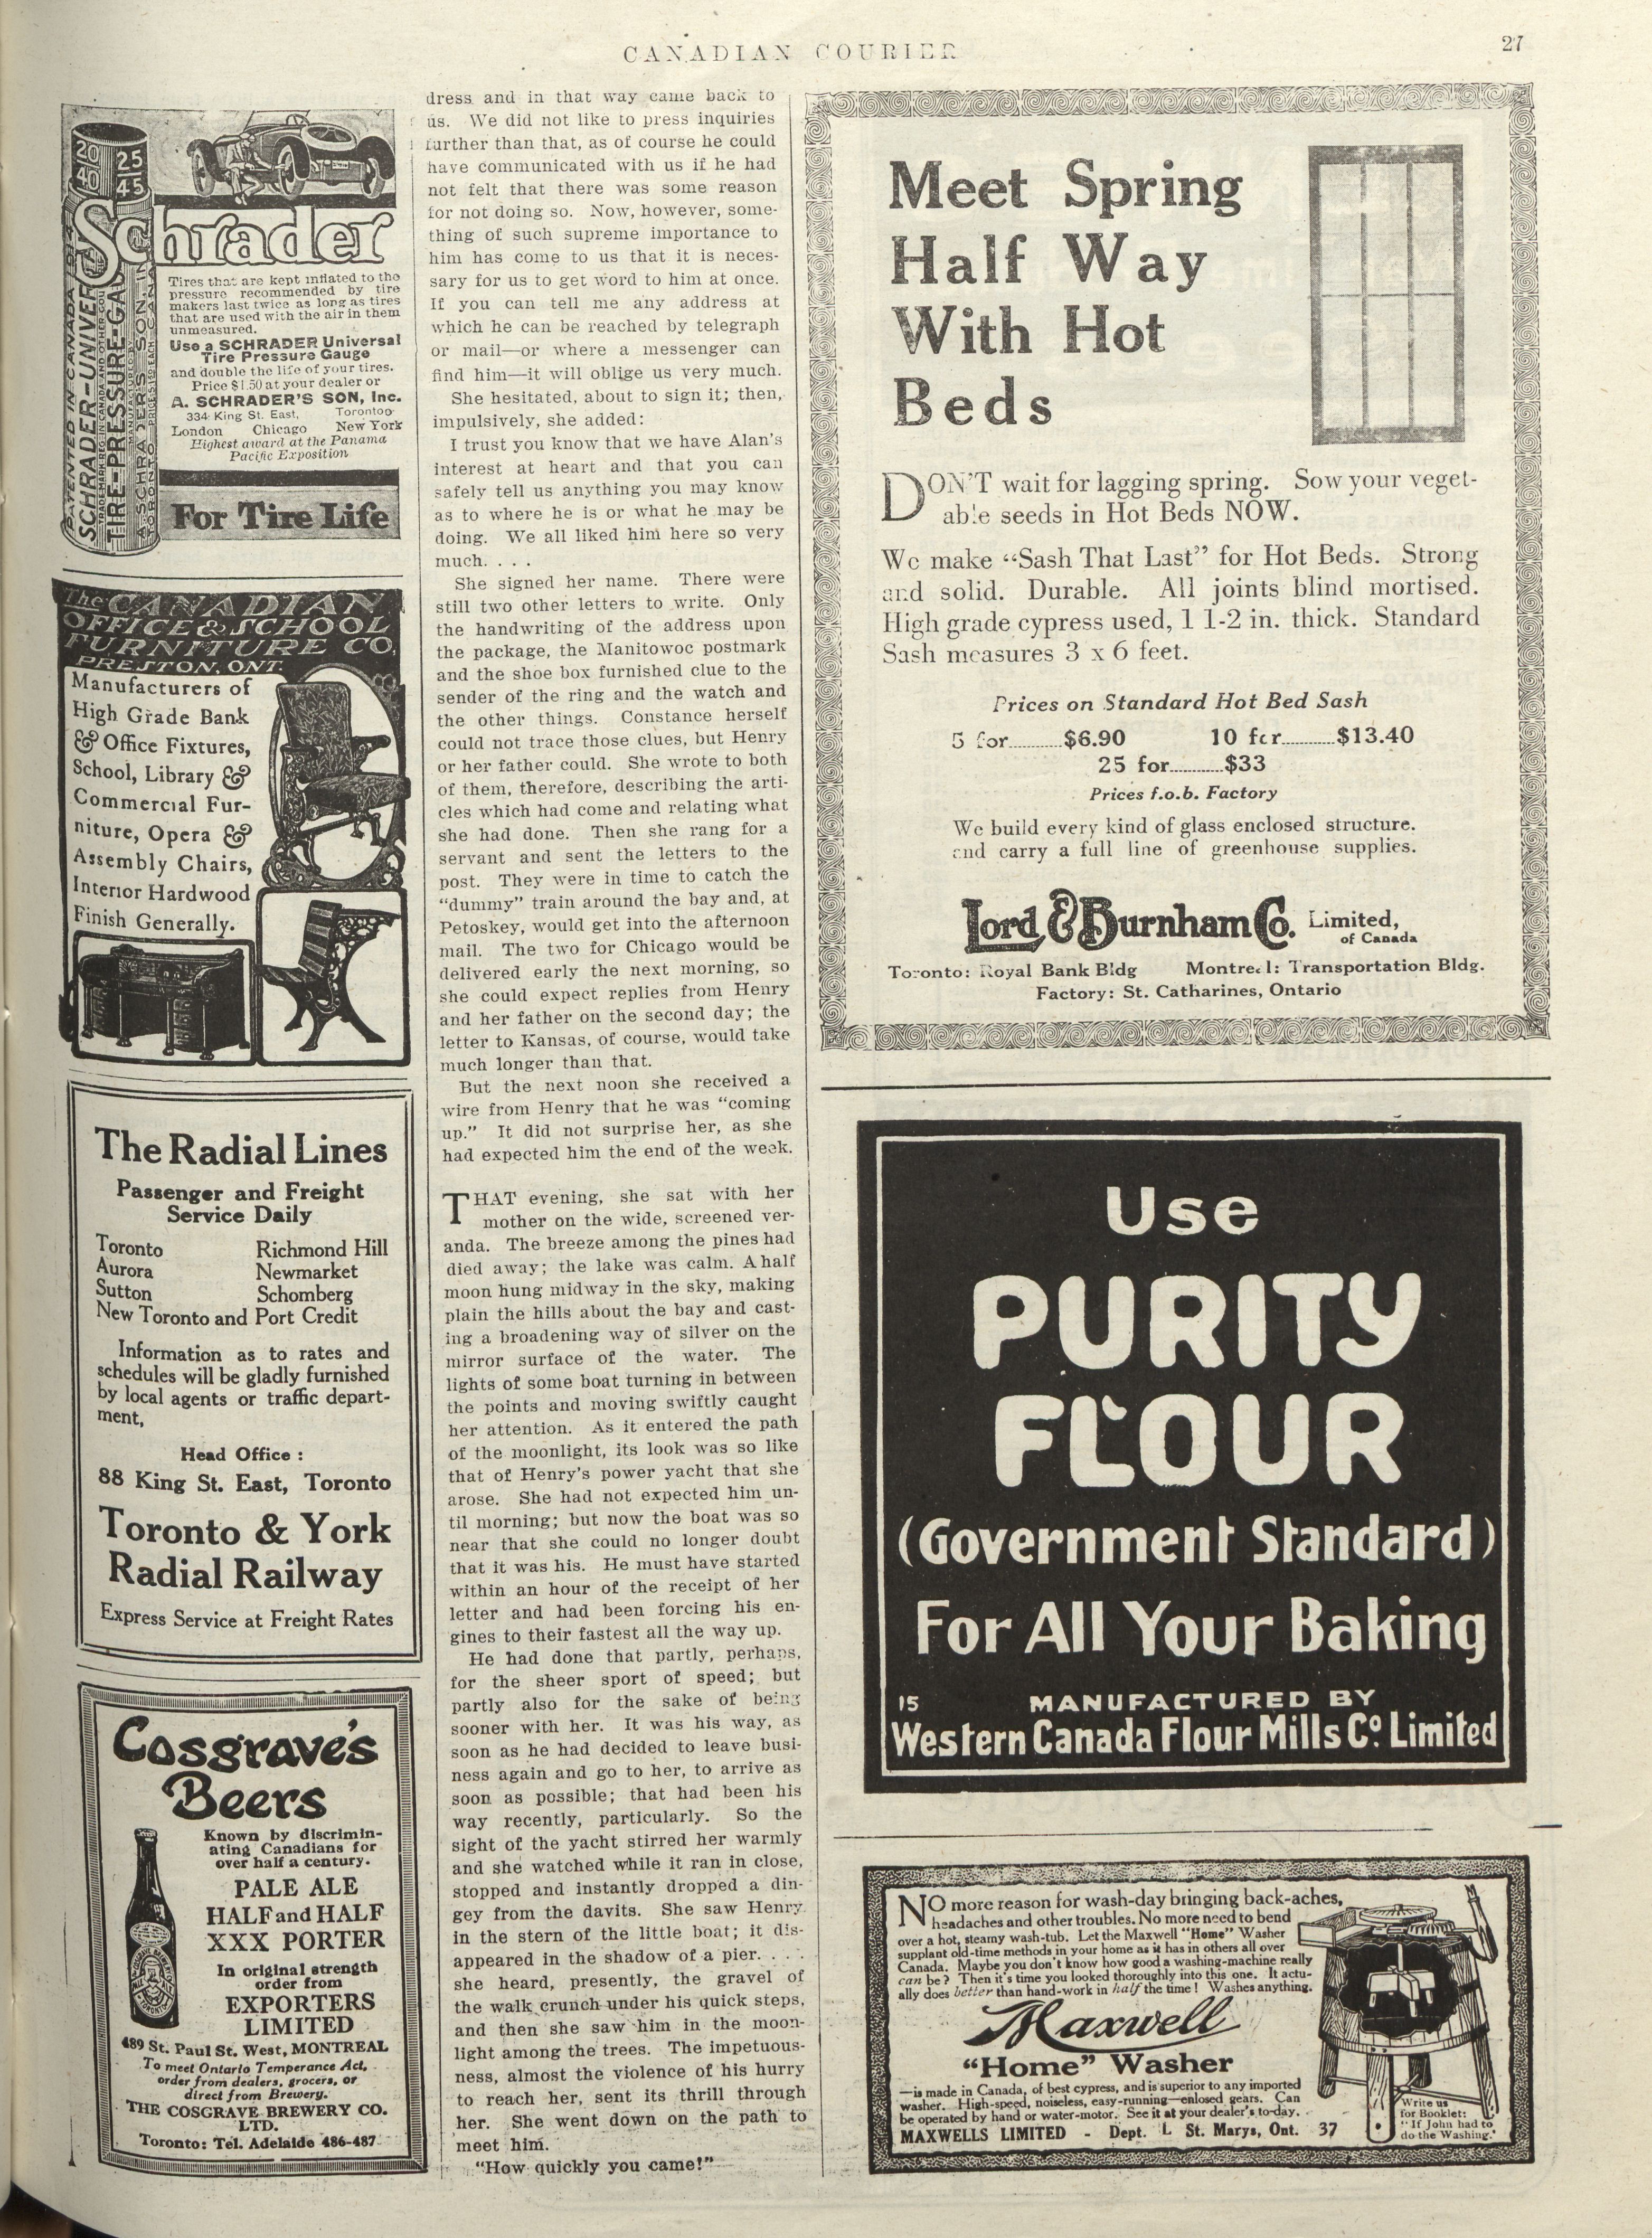 CANADIAN COURIER
27
20 25
40 45
Schrader
PATENTED IN CANADA
SCHRADER-UNIVERSAL
TIRE-PRESSURE-GAUGE
MANUFACTURED BY
A. SCHRADER'S SON, INC.
TORONTO
Tires that are kept inflated to the
pressure recommended by tire
makers last twice as long as tires
that are used with the air in them
unmeasured.
Use a SCHRADER Universal
Tire Pressure Gauge
and double the life of your tires.
Price $1.50 at your dealer or
A. SCHRADER'S SON, Inc.
334 King St. East, Toronto
London Chicago New York
Highest award at the Panama
Pacific Exposition
For Tire Life
The CANADIAN
OFFICE & SCHOOL
FURNITURE CO.
PRESTON, ONT.
Manufacturers of
High Grade Bank
& Office Fixtures,
School, Library &
Commercial Fur-
niture, Opera &
Assembly Chairs,
Interior Hardwood
Finish Generally.
The Radial Lines
Passenger and Freight
Service Daily
Toronto Richmond Hill
Aurora Newmarket
Sutton Schomberg
New Toronto and Port Credit
Information as to rates and
schedules will be gladly furnished
by local agents or traffic depart-
ment,
Head Office :
88 King St. East, Toronto
Toronto & York
Radial Railway
Express Service at Freight Rates
Cosgrave's
Beers
Known by discrimin-
ating Canadians for
over half a century.
PALE ALE
HALF and HALF
XXX PORTER
In original strength
order from
EXPORTERS
LIMITED
489 St. Paul St. West, MONTREAL
To meet Ontario Temperance Act,
order from dealers, grocers, or
direct from Brewery.
THE COSGRAVE BREWERY CO.
LTD.
Toronto: Tel. Adelaide 486-487
dress and in that way came back to
us. We did not like to press inquiries
further than that, as of course he could
have communicated with us if he had
not felt that there was some reason
for not doing so. Now, however, some-
thing of such supreme importance to
him has come to us that it is neces-
sary for us to get word to him at once.
If you can tell me any address at
which he can be reached by telegraph
or mail—or where a messenger can
find him—it will oblige us very much.
She hesitated, about to sign it; then,
impulsively, she added:
I trust you know that we have Alan's
interest at heart and that you can
safely tell us anything you may know
as to where he is or what he may be
doing. We all liked him here so very
much. . . .
She signed her name. There were
still two other letters to write. Only
the handwriting of the address upon
the package, the Manitowoc postmark
and the shoe box furnished clue to the
sender of the ring and the watch and
the other things. Constance herself
could not trace those clues, but Henry
or her father could. She wrote to both
of them, therefore, describing the arti-
cles which had come and relating what
she had done. Then she rang for a
servant and sent the letters to the
post. They were in time to catch the
"dummy" train around the bay and, at
Petoskey, would get into the afternoon
mail. The two for Chicago would be
delivered early the next morning, so
she could expect replies from Henry
and her father on the second day; the
letter to Kansas, of course, would take
much longer than that.
But the next noon she received a
wire from Henry that he was "coming
up." It did not surprise her, as she
had expected him the end of the week.
THAT evening, she sat with her
mother on the wide, screened ver-
anda. The breeze among the pines had
died away; the lake was calm. A half
moon hung midway in the sky, making
plain the hills about the bay and cast-
ing a broadening way of silver on the
mirror surface of the water. The
lights of some boat turning in between
the points and moving swiftly caught
her attention. As it entered the path
of the moonlight, its look was so like
that of Henry's power yacht that she
arose. She had not expected him un-
til morning; but now the boat was so
near that she could no longer doubt
that it was his. He must have started
within an hour of the receipt of her
letter and had been forcing his en-
gines to their fastest all the way up.
He had done that partly, perhaps,
for the sheer sport of speed; but
partly also for the sake of being
sooner with her. It was his way, as
soon as he had decided to leave busi-
ness again and go to her, to arrive as
soon as possible; that had been his
way recently, particularly. So the
sight of the yacht stirred her warmly
and she watched while it ran in close,
stopped and instantly dropped a din-
gey from the davits. She saw Henry
in the stern of the little boat; it dis-
appeared in the shadow of a pier. . . .
she heard, presently, the gravel of
the walk crunch under his quick steps,
and then she saw him in the moon-
light among the trees. The impetuous-
ness, almost the violence of his hurry
to reach her, sent its thrill through
her. She went down on the path to
meet him.
"How quickly you came!"
Meet Spring
Half Way
With Hot
Beds
DON'T wait for lagging spring. Sow your veget-
able seeds in Hot Beds NOW.
We make "Sash That Last" for Hot Beds. Strong
and solid. Durable. All joints blind mortised.
High grade cypress used, 1 1-2 in. thick. Standard
Sash measures 3 x 6 feet.
Prices on Standard Hot Bed Sash
5 for..........$6.90 10 for..........$13.40
25 for..........$33
Prices f.o.b. Factory
We build every kind of glass enclosed structure.
and carry a full line of greenhouse supplies.
Lord & Burnham Co. Limited,
of Canada
Toronto: Royal Bank Bldg Montreal: Transportation Bldg.
Factory: St. Catharines, Ontario
Use
PURITY
FLOUR
(Government Standard)
For All Your Baking
15 MANUFACTURED BY
Western Canada Flour Mills Co. Limited
NO more reason for wash-day bringing back-aches,
headaches and other troubles. No more need to bend
over a hot, steamy wash-tub. Let the Maxwell "Home" Washer
supplant old-time methods in your home as it has in others all over
Canada. Maybe you don't know how good a washing-machine really
can be? Then it's time you looked thoroughly into this one. It actu-
ally does better than hand-work in half the time! Washes anything.
Maxwell
"Home" Washer
—is made in Canada, of best cypress, and is superior to any imported
washer. High-speed, noiseless, easy-running—enlosed gears. Can
be operated by hand or water-motor. See it at your dealer's to-day.
MAXWELLS LIMITED - Dept. L St. Marys, Ont. 37
Write us
for Booklet:
"If John had to
do the Washing."